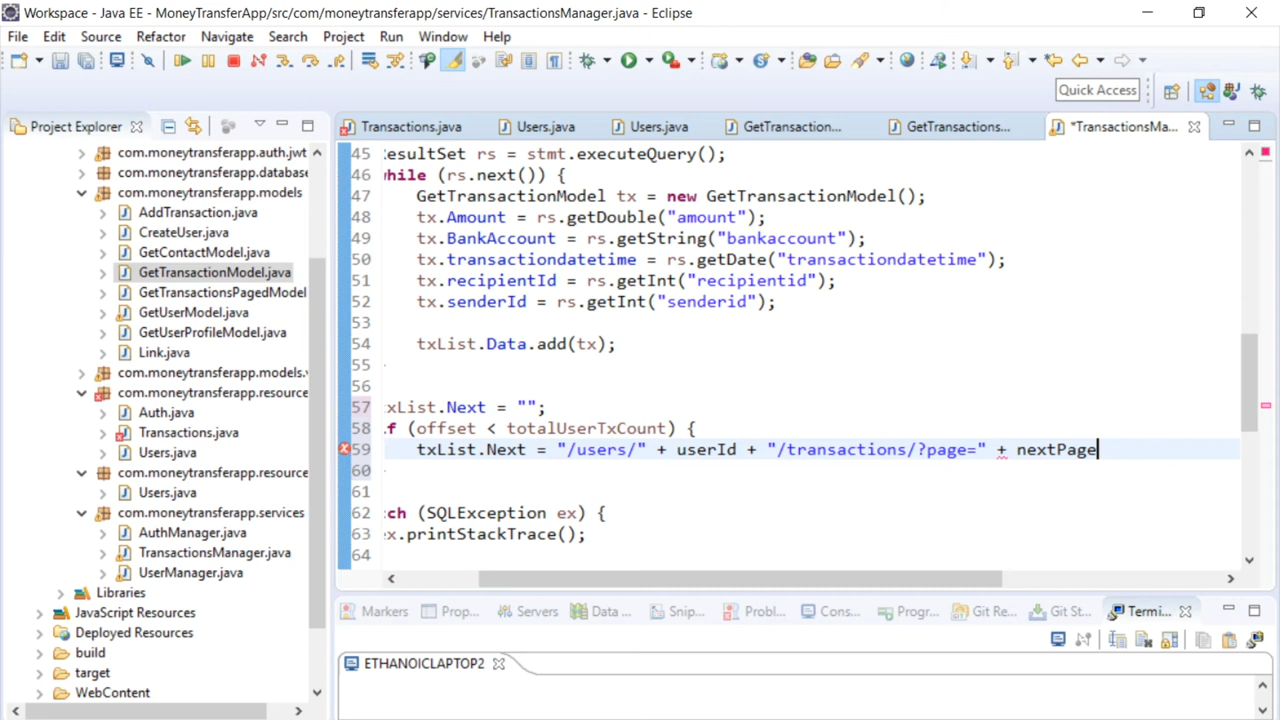 Workspace - Java EE - MoneyTransferApp/src/com/moneytransferapp/services/TransactionsManager.java - Eclipse
File Edit Source Refactor Navigate Search Project Run Window Help
Quick Access
Project Explorer
Transactions.java Users.java Users.java GetTransaction... GetTransactions... *TransactionsMa...
com.moneytransferapp.auth.jwt
com.moneytransferapp.database
com.moneytransferapp.models
AddTransaction.java
CreateUser.java
GetContactModel.java
GetTransactionModel.java
GetTransactionsPagedModel
GetUserModel.java
GetUserProfileModel.java
Link.java
com.moneytransferapp.models.
com.moneytransferapp.resource
Auth.java
Transactions.java
Users.java
com.moneytransferapp.resource
Users.java
com.moneytransferapp.services
AuthManager.java
TransactionsManager.java
UserManager.java
Libraries
JavaScript Resources
Deployed Resources
build
target
WebContent
45 ResultSet rs = stmt.executeQuery();
46 while (rs.next()) {
47 GetTransactionModel tx = new GetTransactionModel();
48 tx.Amount = rs.getDouble("amount");
49 tx.BankAccount = rs.getString("bankaccount");
50 tx.transactiondatetime = rs.getDate("transactiondatetime");
51 tx.recipientId = rs.getInt("recipientid");
52 tx.senderId = rs.getInt("senderid");
53
54 txList.Data.add(tx);
55
56
57 txList.Next = "";
58 if (offset < totalUserTxCount) {
59 txList.Next = "/users/" + userId + "/transactions/?page=" + nextPage
60
61
62 tch (SQLException ex) {
63 ex.printStackTrace();
64
Markers Prop... Servers Data ... Snip... Probl... Cons... Progr... Git Re... Git St... Termi...
ETHANOICLAPTOP2